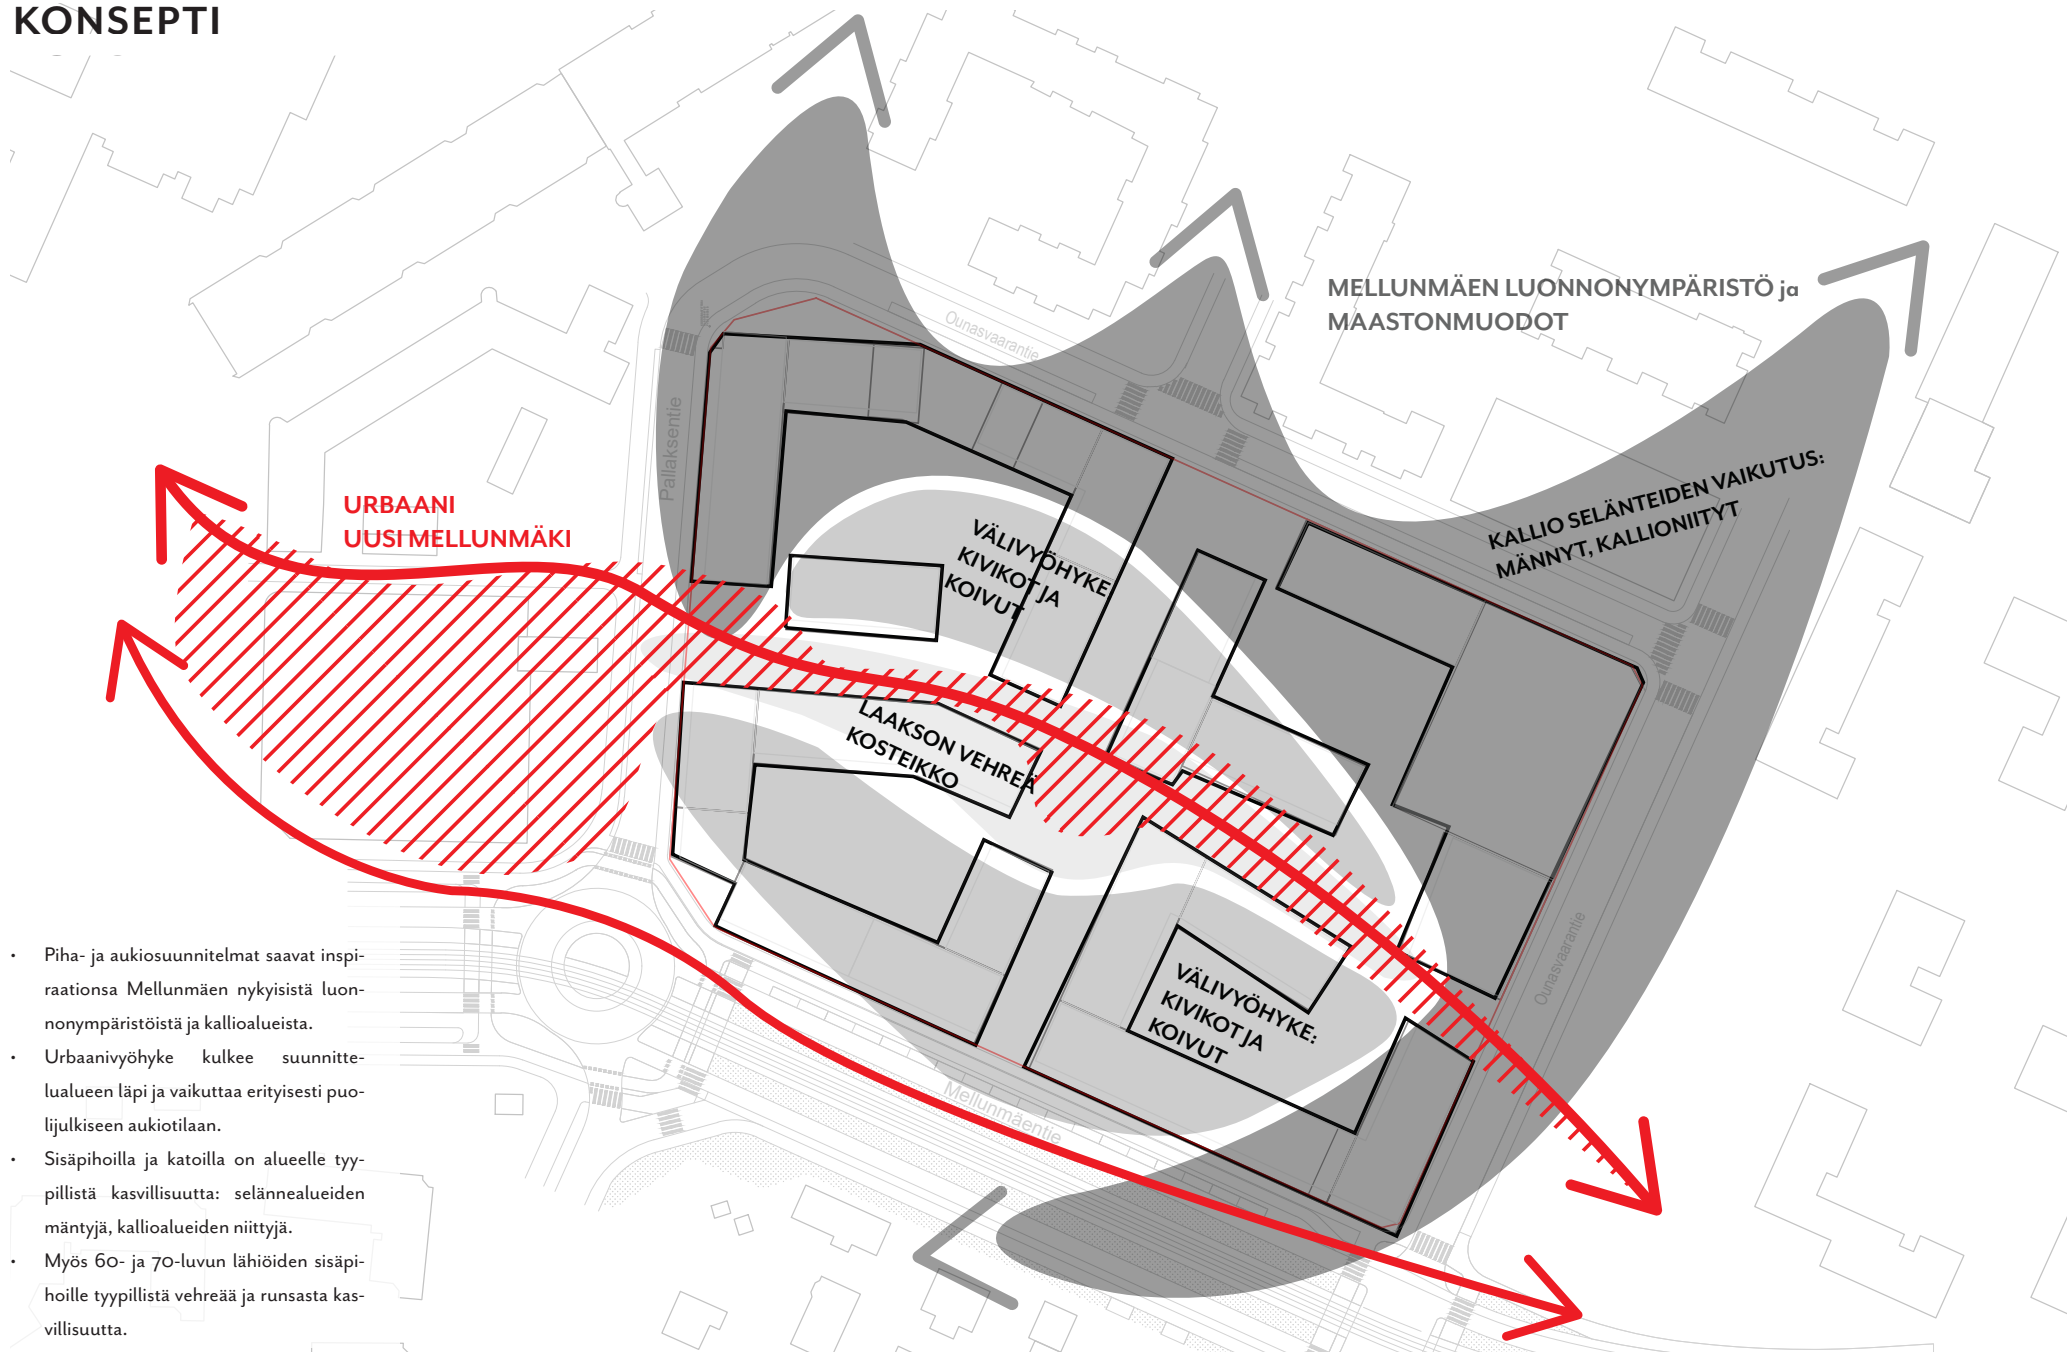 KONSEPTI
MELLUNMÄEN LUONNONYMPÄRISTÖ ja
MAASTONMUODOT
Ounasvaarantie
Pallaksentie
KALLIO SELÄNTEIDEN VAIKUTUS:
MÄNNYT, KALLIONIITYT
URBAANI
UUSI MELLUNMÄKI
VÄLIVYÖHYKE
KIVIKOT JA
KOIVUT
LAAKSON VEHREÄ
KOSTEIKKO
VÄLIVYÖHYKE:
KIVIKOT JA
KOIVUT
Ounasvaarantie
Mellunmäentie
• Piha- ja aukiosuunnitelmat saavat inspi-
raationsa Mellunmäen nykyisistä luon-
nonympäristöistä ja kallioalueista.
• Urbaanivyöhyke kulkee suunnitte-
lualueen läpi ja vaikuttaa erityisesti puo-
lijulkiseen aukiotilaan.
• Sisäpihoilla ja katoilla on alueelle tyy-
pillistä kasvillisuutta: selännealueiden
mäntyjä, kallioalueiden niittyjä.
• Myös 60- ja 70-luvun lähiöiden sisäpi-
hoille tyypillistä vehreää ja runsasta kas-
villisuutta.